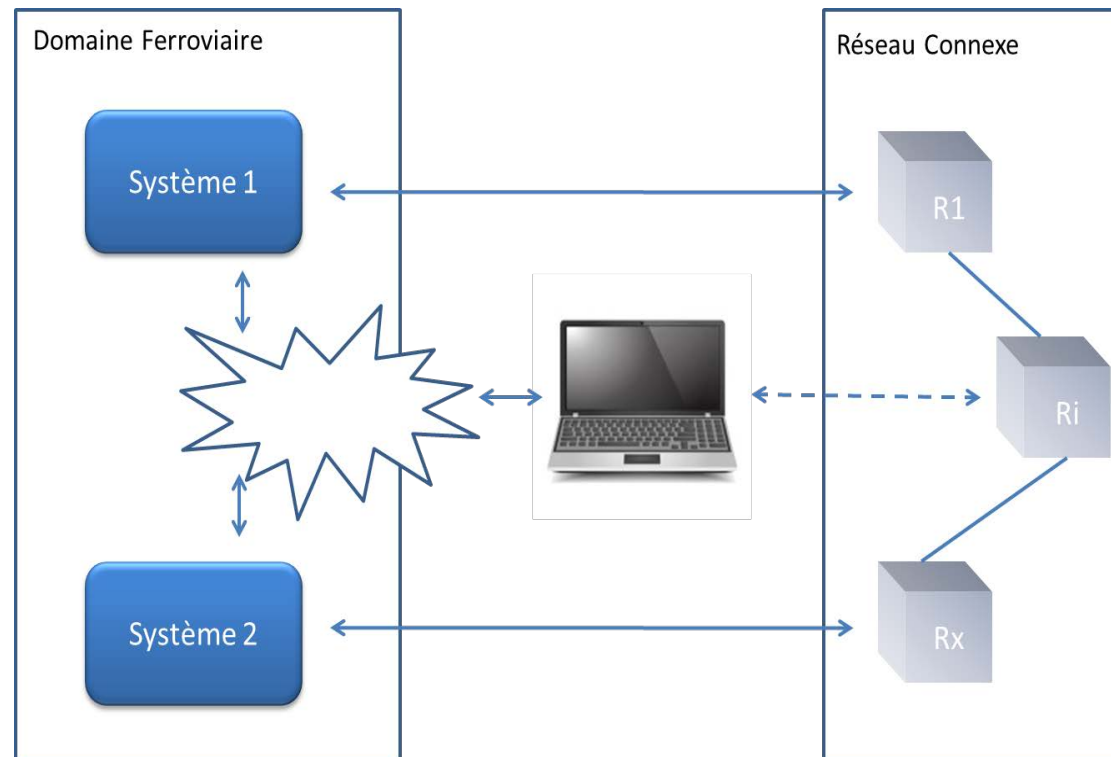 Domaine Ferroviaire
Réseau Connexe
Système 1
R1
Ri
Système 2
Rx